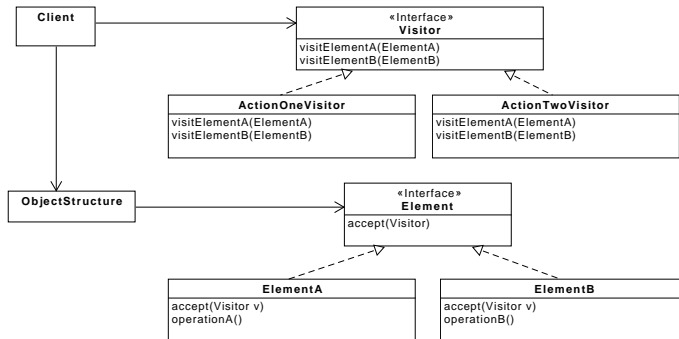 Client
«Interface»
Visitor
visitElementA(ElementA)
visitElementB(ElementB)
ActionOneVisitor
visitElementA(ElementA)
visitElementB(ElementB)
ActionTwoVisitor
visitElementA(ElementA)
visitElementB(ElementB)
ObjectStructure
«Interface»
Element
accept(Visitor)
ElementA
accept(Visitor v)
operationA()
ElementB
accept(Visitor v)
operationB()